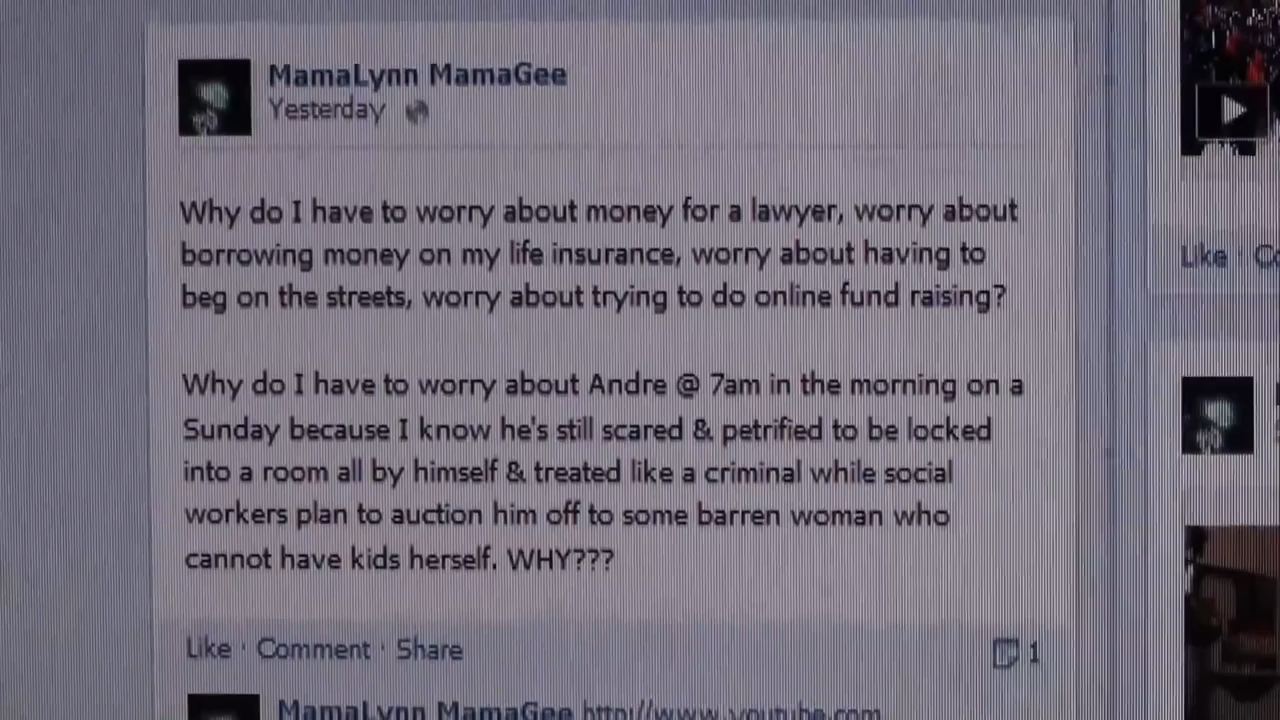 MamaLynn MamaGee
Yesterday
Why do I have to worry about money for a lawyer, worry about
borrowing money on my life insurance, worry about having to
beg on the streets, worry about trying to do online fund raising?
Why do I have to worry about Andre @ 7am in the morning on a
Sunday because I know he's still scared & petrified to be locked
into a room all by himself & treated like a criminal while social
workers plan to auction him off to some barren woman who
cannot have kids herself. WHY???
Like · Comment · Share
1
MamaLynn MamaGee http://www.youtube.com
Like ·